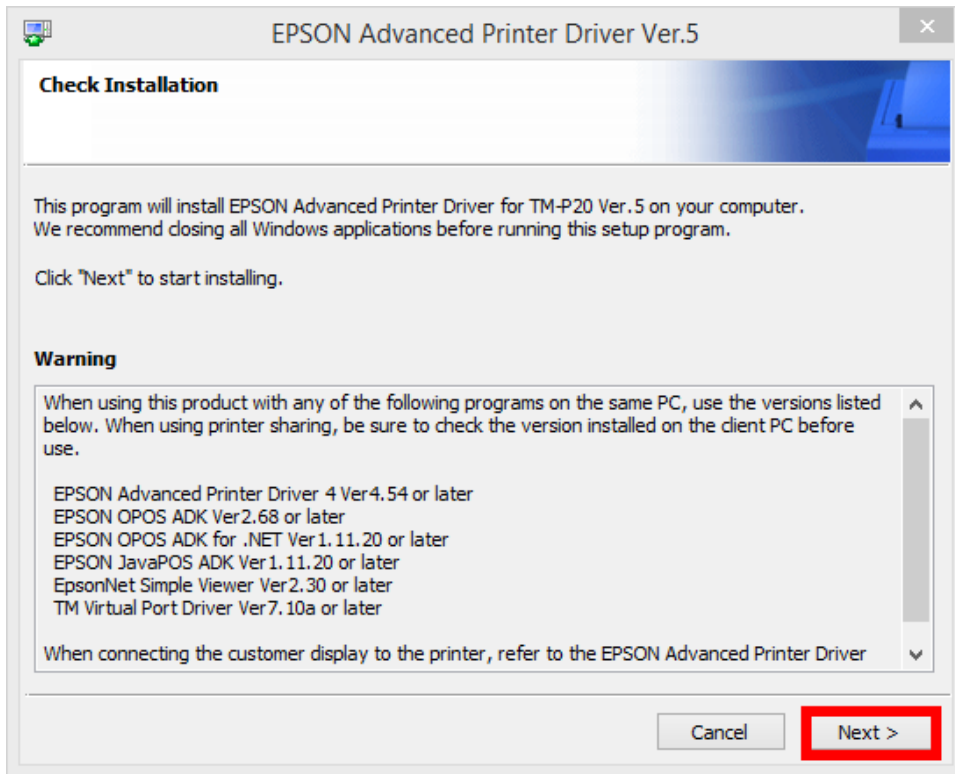 EPSON Advanced Printer Driver Ver.5
Check Installation
This program will install EPSON Advanced Printer Driver for TM-P20 Ver.5 on your computer.
We recommend closing all Windows applications before running this setup program.
Click "Next" to start installing.
Warning
When using this product with any of the following programs on the same PC, use the versions listed
below. When using printer sharing, be sure to check the version installed on the client PC before
use.
EPSON Advanced Printer Driver 4 Ver4.54 or later
EPSON OPOS ADK Ver2.68 or later
EPSON OPOS ADK for .NET Ver1.11.20 or later
EPSON JavaPOS ADK Ver1.11.20 or later
EpsonNet Simple Viewer Ver2.30 or later
TM Virtual Port Driver Ver7.10a or later
When connecting the customer display to the printer, refer to the EPSON Advanced Printer Driver
Cancel
Next >